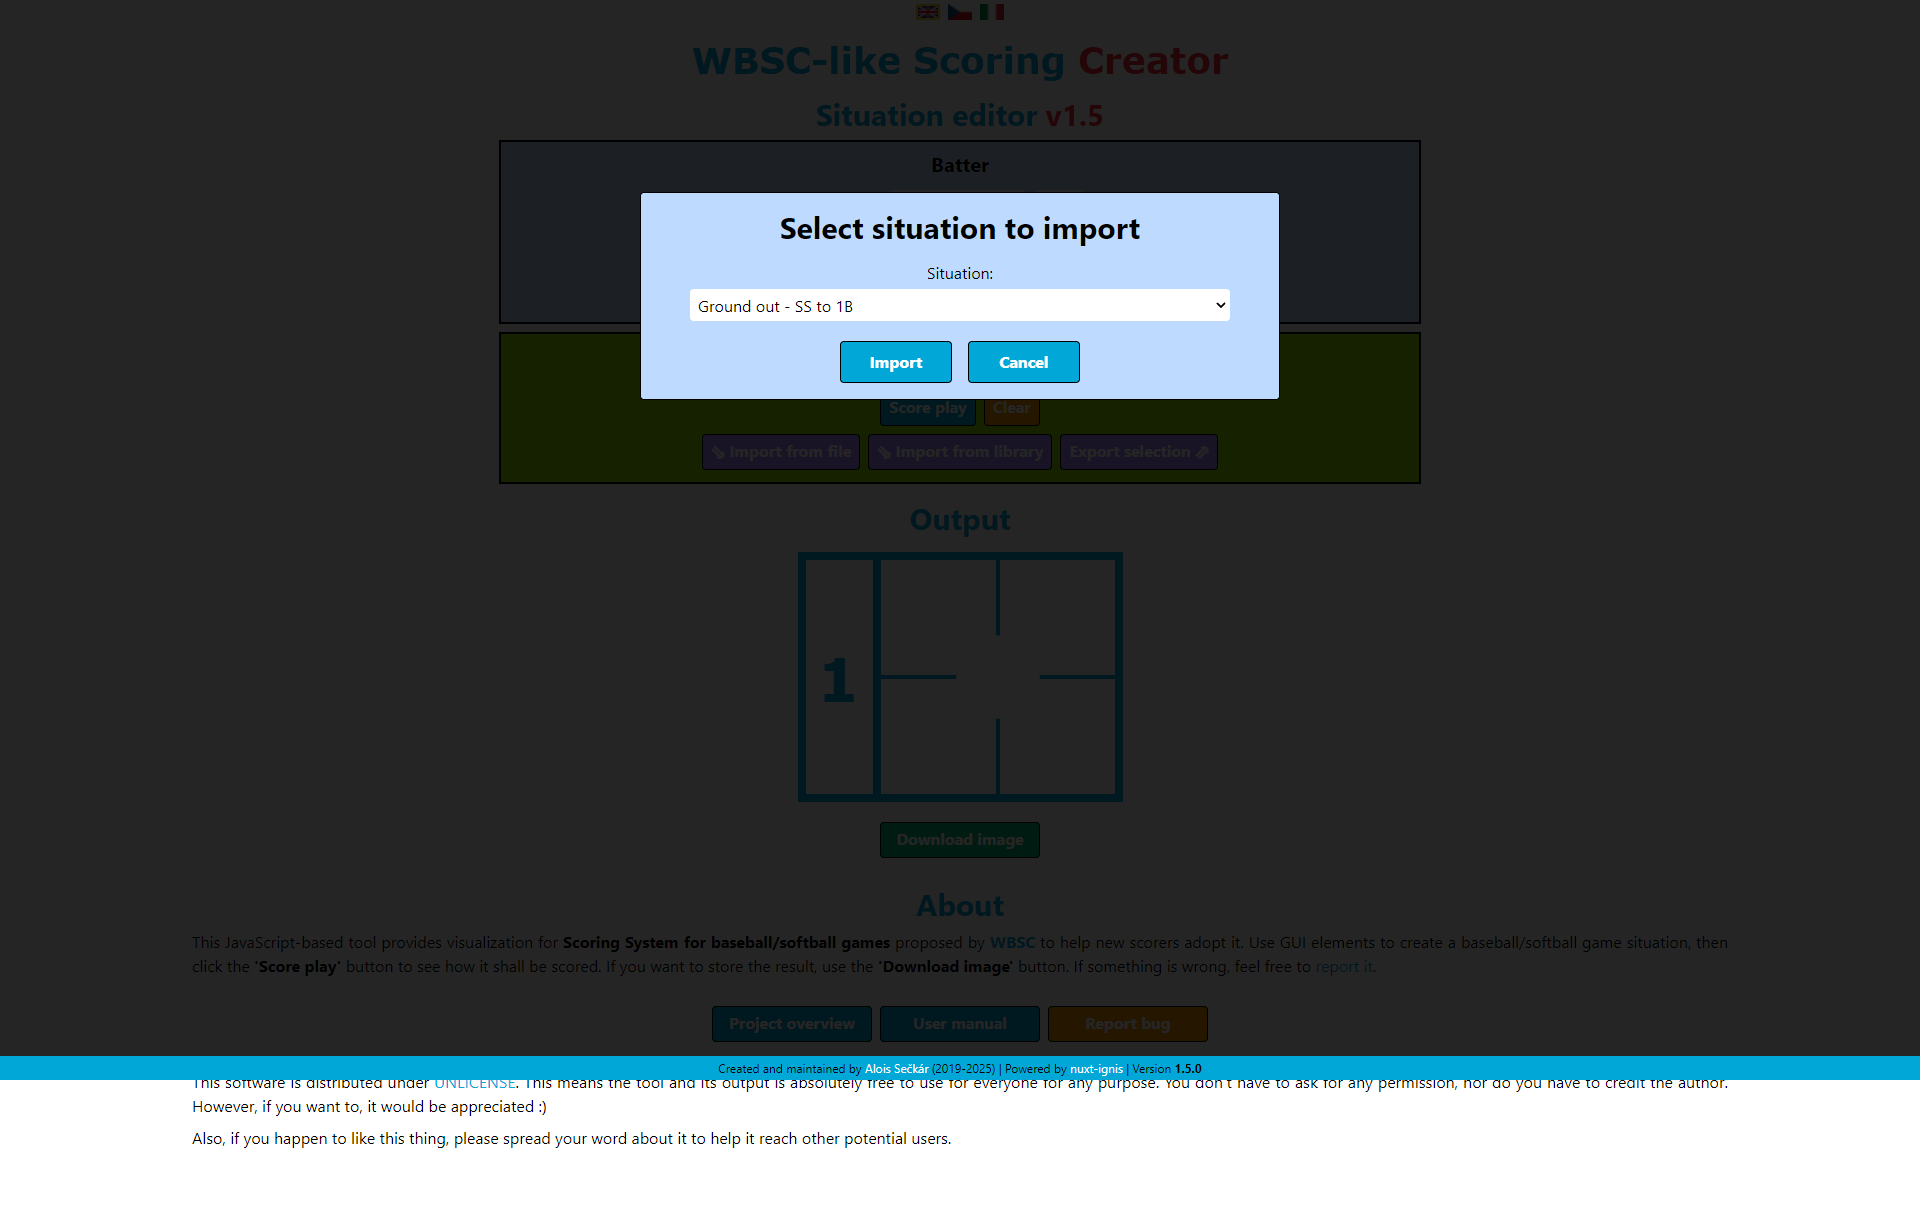 WBSC-like Scoring Creator
Situation editor v1.5
Batter
Select situation to import
Situation:
Ground out - SS to 1B
Import Cancel
Score play Clear
Import from file Import from library Export selection
Output
1
Download image
About
This JavaScript-based tool provides visualization for Scoring System for baseball/softball games proposed by WBSC to help new scorers adopt it. Use GUI elements to create a baseball/softball game situation, then
click the 'Score play' button to see how it shall be scored. If you want to store the result, use the 'Download image' button. If something is wrong, feel free to report it.
Project overview User manual Report bug
Created and maintained by Alois Sečkár (2019-2025) | Powered by nuxt-ignis | Version 1.5.0
This software is distributed under UNLICENSE. This means the tool and its output is absolutely free to use for everyone for any purpose. You don't have to ask for any permission, nor do you have to credit the author.
However, if you want to, it would be appreciated :)
Also, if you happen to like this thing, please spread your word about it to help it reach other potential users.